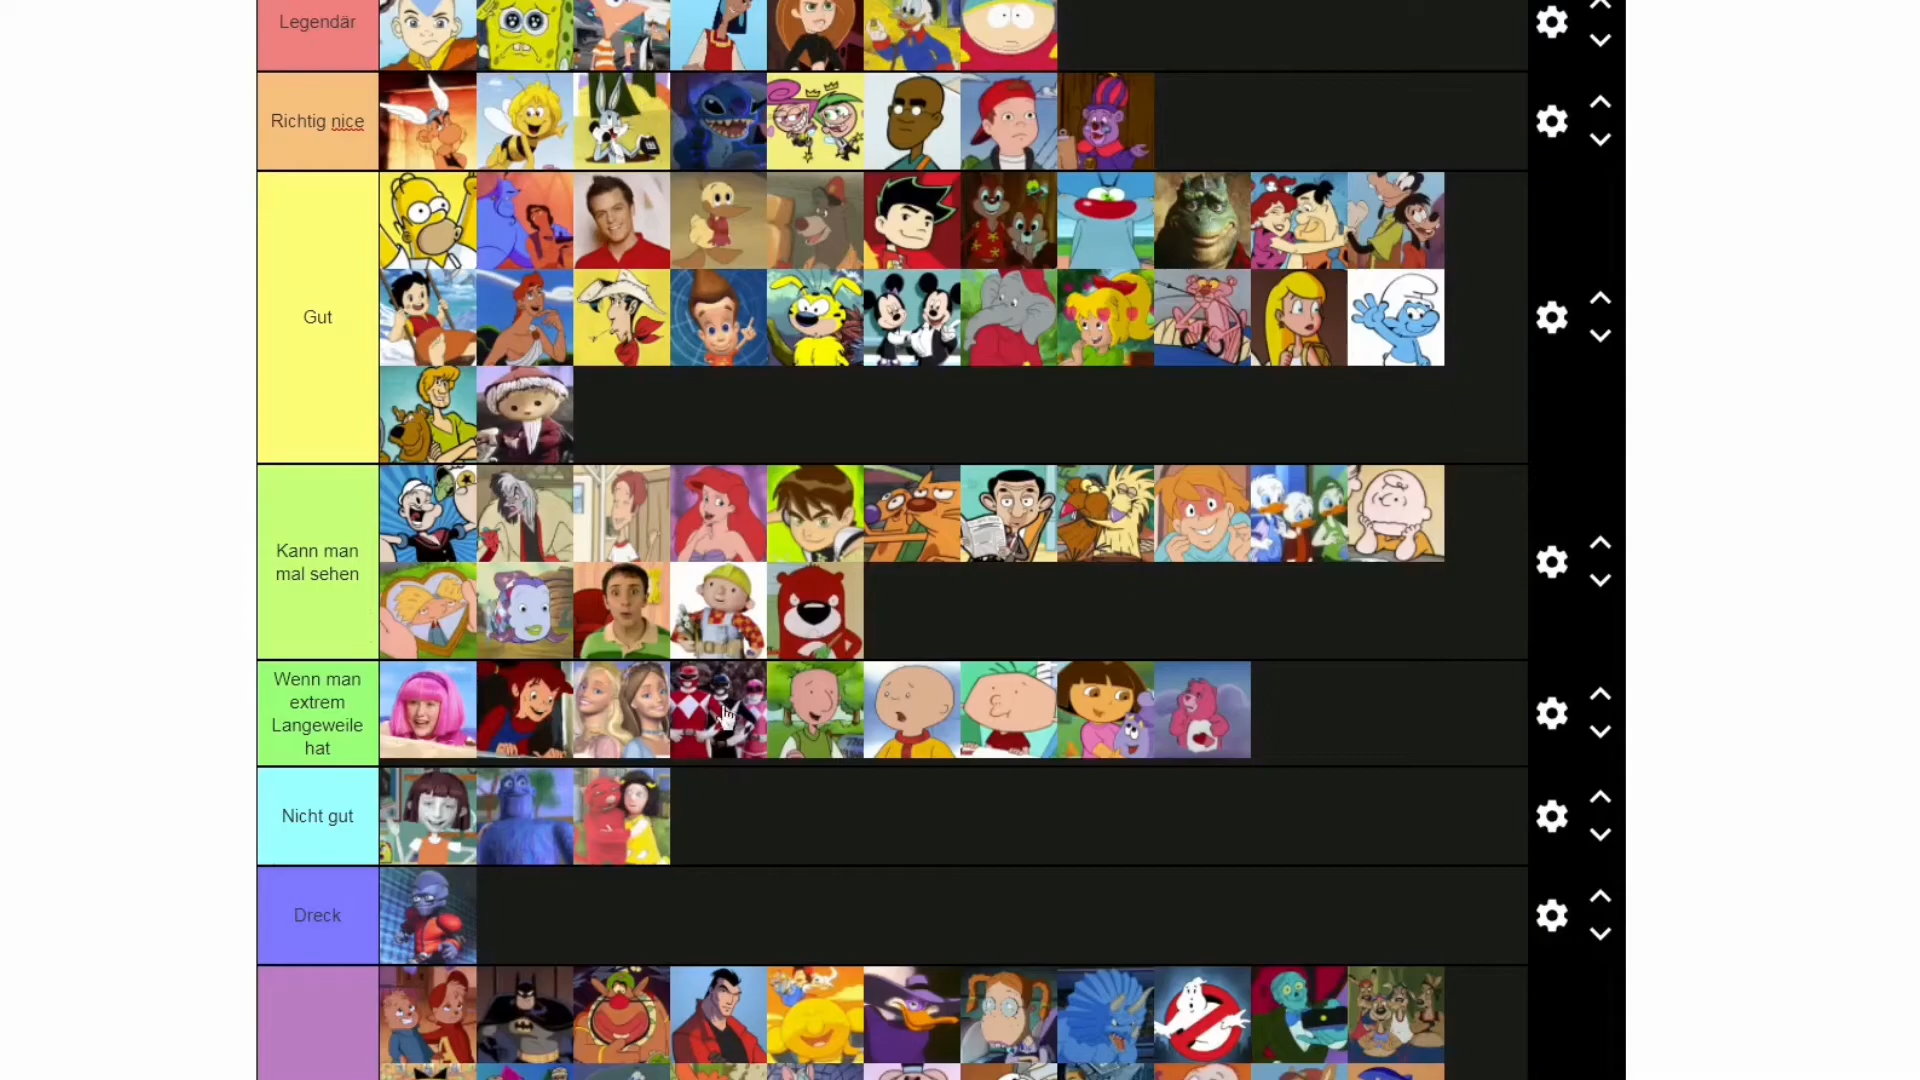 Legendär
Richtig nice
Gut
Kann man
mal sehen
Wenn man
extrem
Langeweile
hat
Nicht gut
Dreck